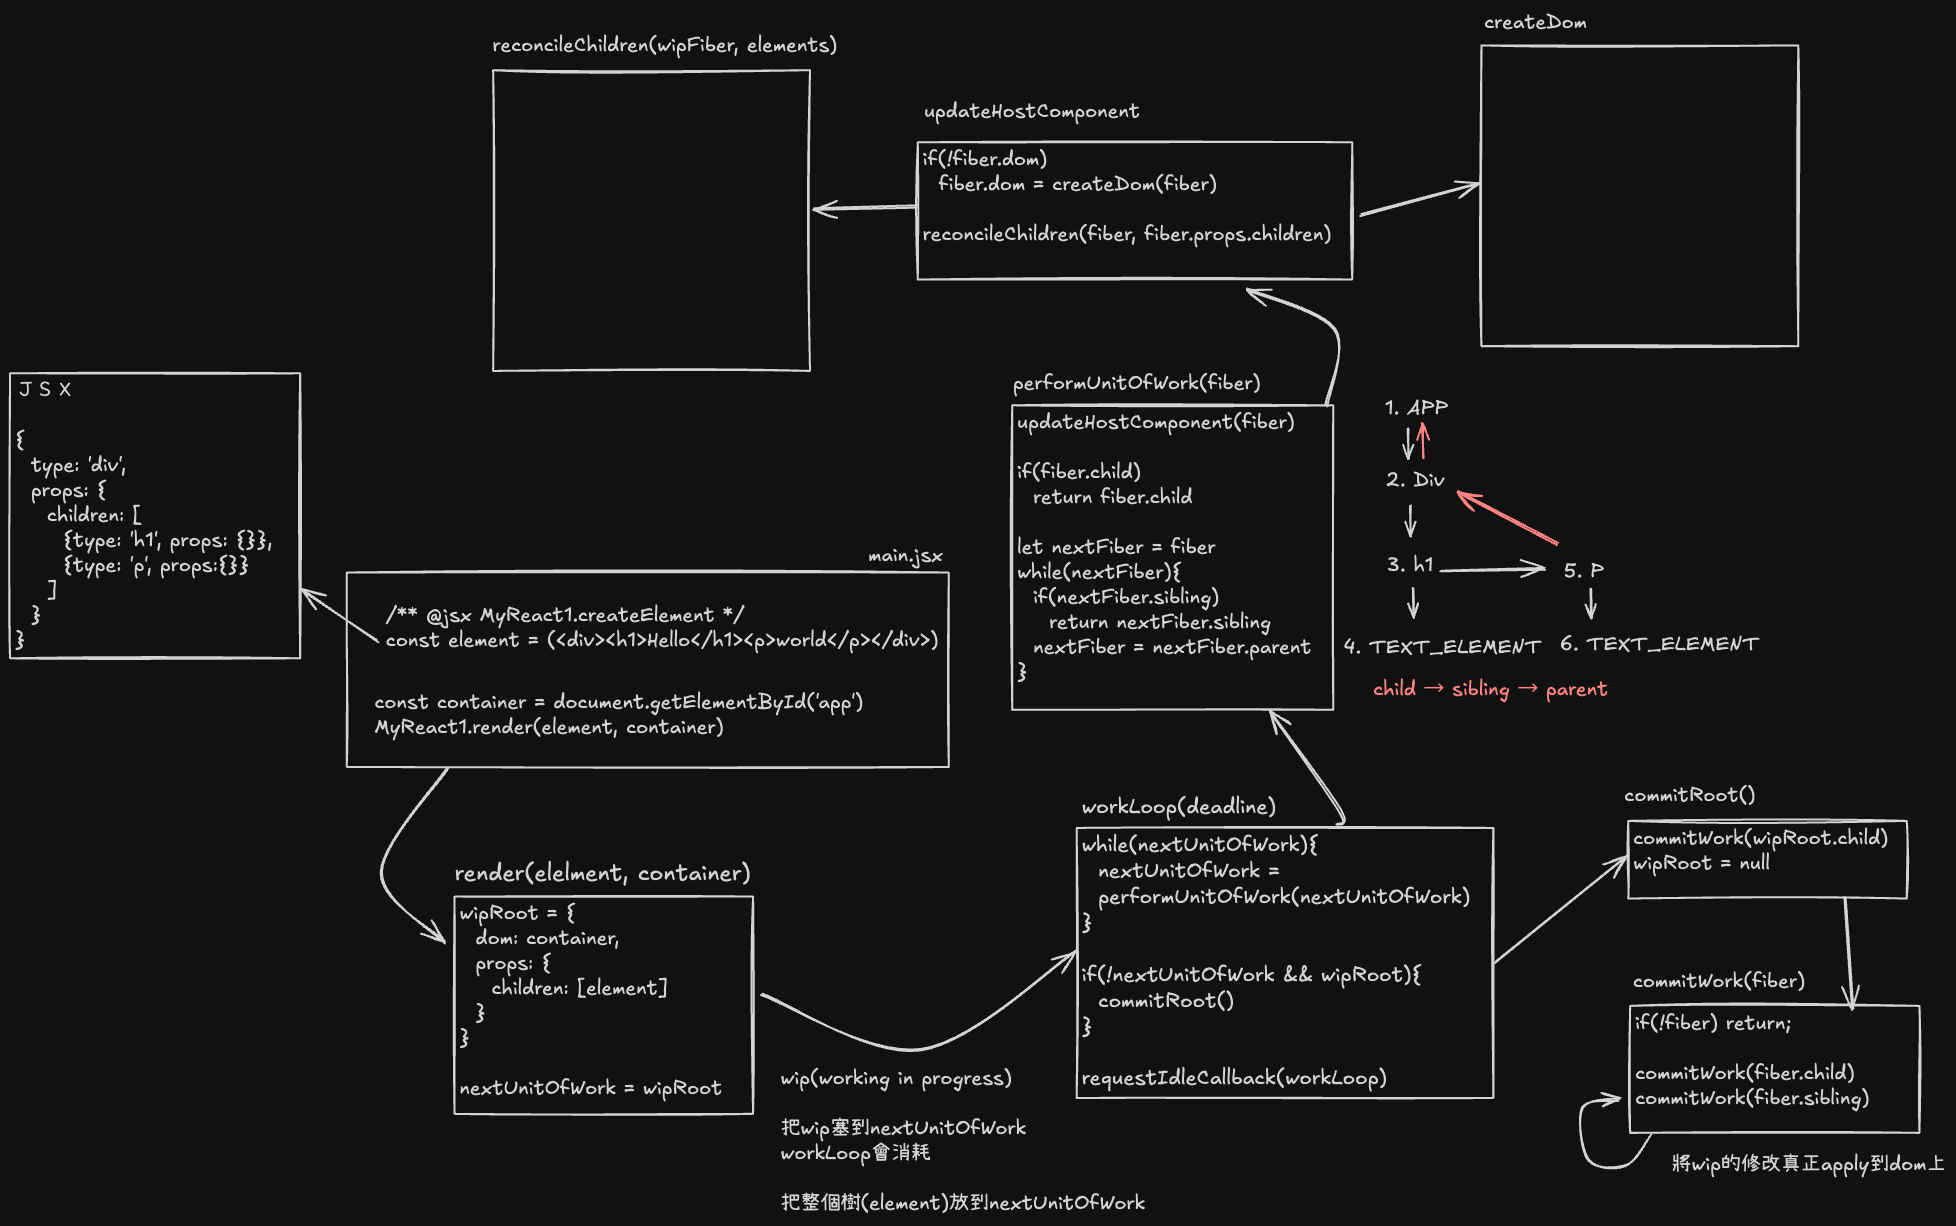 createDom
reconcileChildren(wipFiber, elements)
updateHostComponent
if(!fiber.dom)
fiber.dom = createDom(fiber)
reconcileChildren(fiber, fiber.props.children)
JSX
{
type: 'div',
props: {
children: [
{type: 'h1', props: {}},
{type: 'p', props:{}}
]
}
}
main.jsx
/** @jsx MyReact1.createElement */
const element = (<div><h1>Hello</h1><p>world</p></div>)
const container = document.getElementById('app')
MyReact1.render(element, container)
performUnitOfWork(fiber)
updateHostComponent(fiber)
if(fiber.child)
return fiber.child
let nextFiber = fiber
while(nextFiber){
if(nextFiber.sibling)
return nextFiber.sibling
nextFiber = nextFiber.parent
}
1. APP
2. Div
3. h1
5. P
4. TEXT_ELEMENT
6. TEXT_ELEMENT
child → sibling → parent
render(elelment, container)
wipRoot = {
dom: container,
props: {
children: [element]
}
}
nextUnitOfWork = wipRoot
wip(working in progress)
把wip塞到nextUnitOfWork
workLoop會消耗
把整個樹(element)放到nextUnitOfWork
workLoop(deadline)
while(nextUnitOfWork){
nextUnitOfWork =
performUnitOfWork(nextUnitOfWork)
}
if(!nextUnitOfWork && wipRoot){
commitRoot()
}
requestIdleCallback(workLoop)
commitRoot()
commitWork(wipRoot.child)
wipRoot = null
commitWork(fiber)
if(!fiber) return;
commitWork(fiber.child)
commitWork(fiber.sibling)
將wip的修改真正apply到dom上